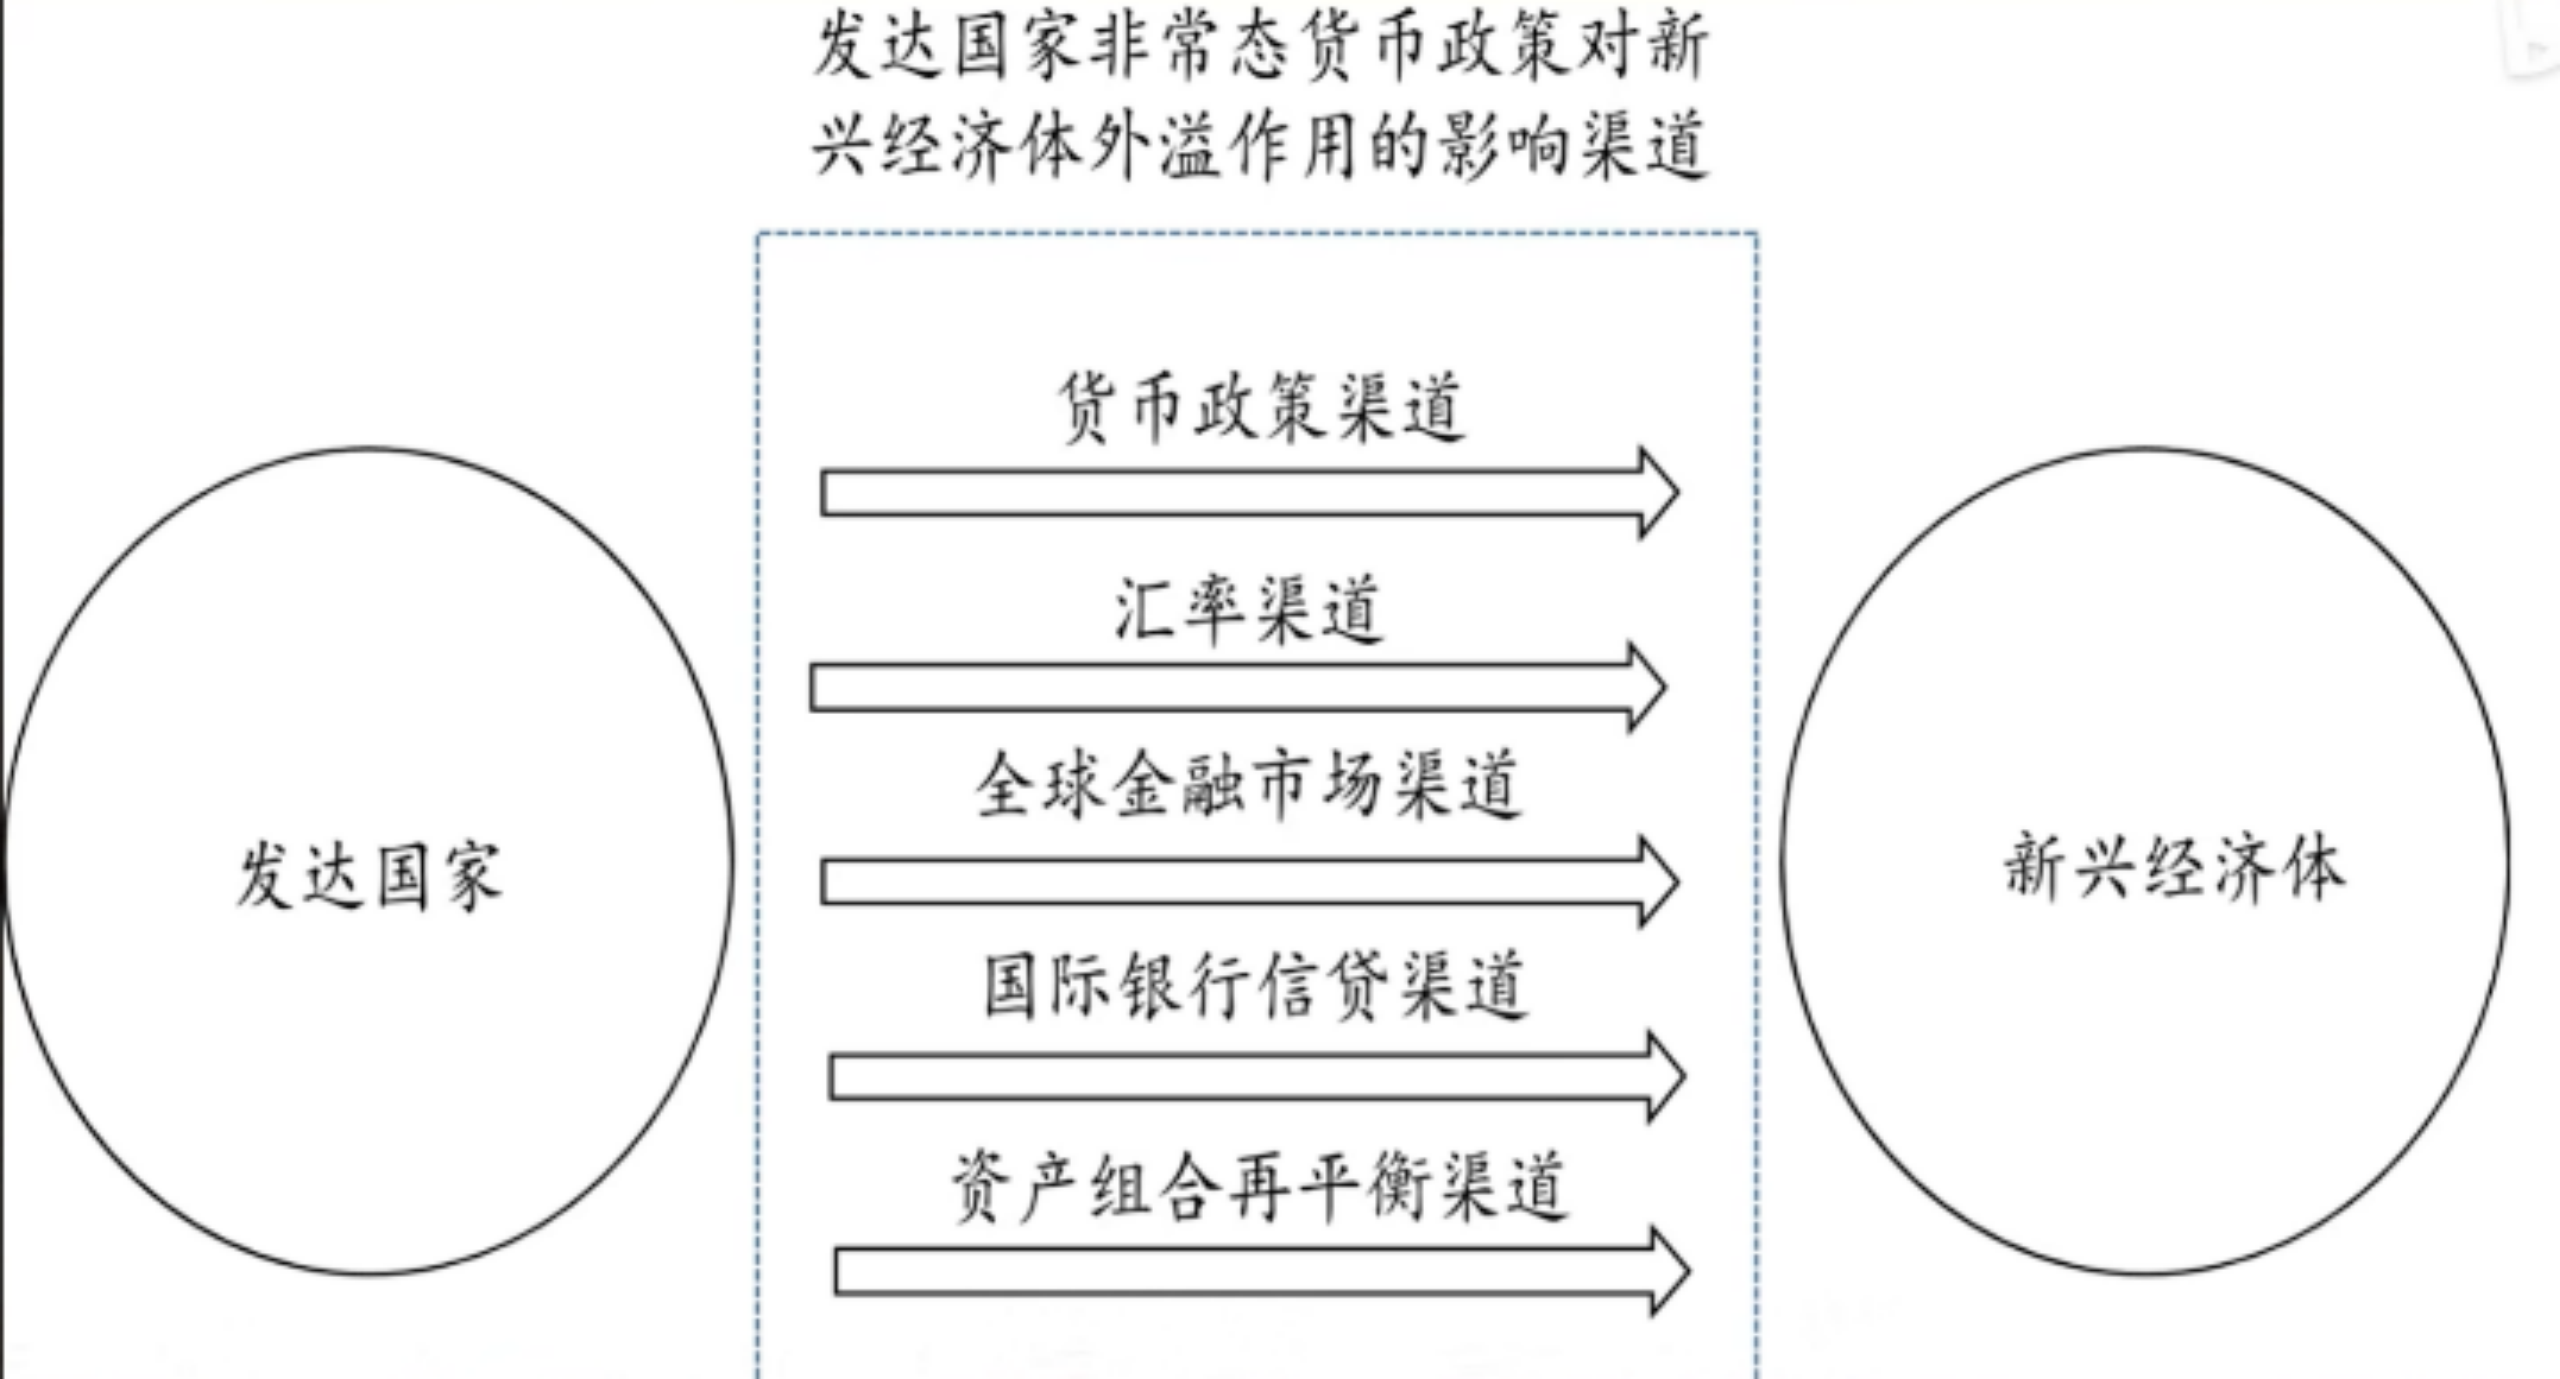 发达国家非常态货币政策对新
兴经济体外溢作用的影响渠道
货币政策渠道
汇率渠道
全球金融市场渠道
发达国家
新兴经济体
国际银行信贷渠道
资产组合再平衡渠道